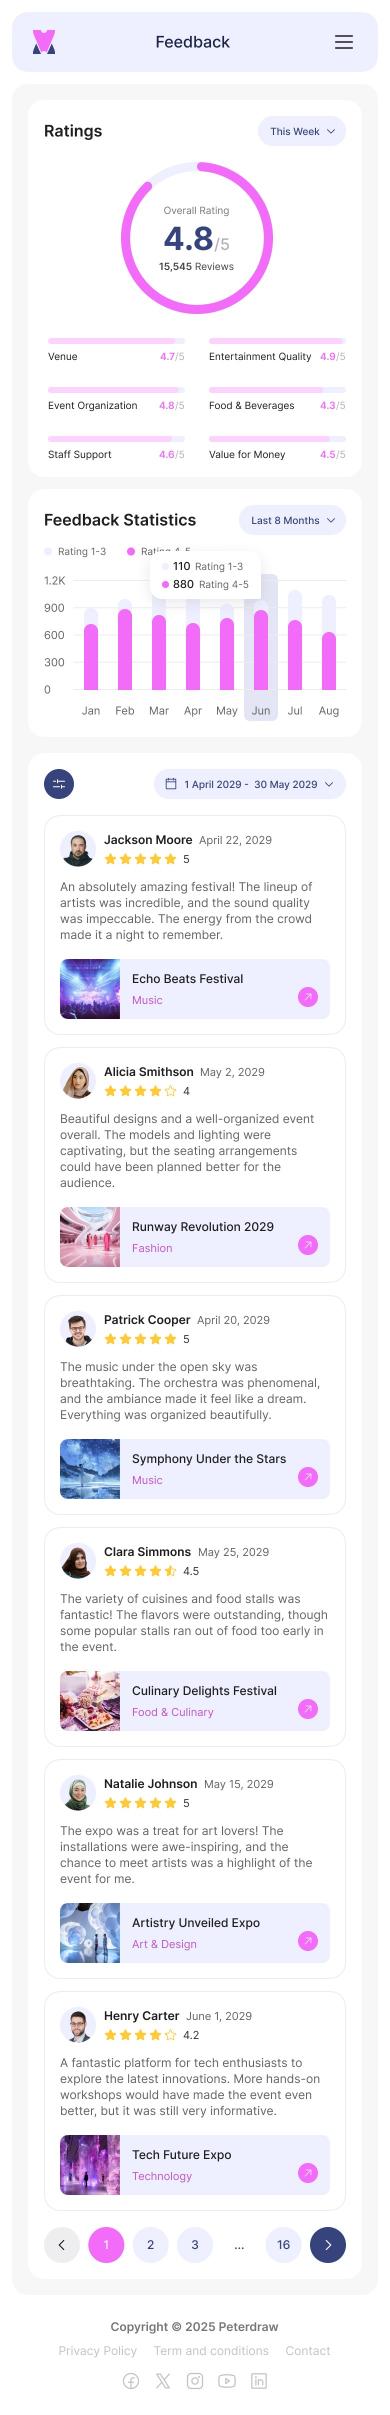 Feedback
Ratings
This Week
Overall Rating
4.8/5
15,545 Reviews
Venue 4.7/5
Entertainment Quality 4.9/5
Event Organization 4.8/5
Food & Beverages 4.3/5
Staff Support 4.6/5
Value for Money 4.5/5
Feedback Statistics
Last 8 Months
Rating 1-3 Rating 4-5
110 Rating 1-3
880 Rating 4-5
1.2K
900
600
300
0
Jan Feb Mar Apr May Jun Jul Aug
1 April 2029 - 30 May 2029
Jackson Moore April 22, 2029
5
An absolutely amazing festival! The lineup of
artists was incredible, and the sound quality
was impeccable. The energy from the crowd
made it a night to remember.
Echo Beats Festival
Music
Alicia Smithson May 2, 2029
4
Beautiful designs and a well-organized event
overall. The models and lighting were
captivating, but the seating arrangements
could have been planned better for the
audience.
Runway Revolution 2029
Fashion
Patrick Cooper April 20, 2029
5
The music under the open sky was
breathtaking. The orchestra was phenomenal,
and the ambiance made it feel like a dream.
Everything was organized beautifully.
Symphony Under the Stars
Music
Clara Simmons May 25, 2029
4.5
The variety of cuisines and food stalls was
fantastic! The flavors were outstanding, though
some popular stalls ran out of food too early in
the event.
Culinary Delights Festival
Food & Culinary
Natalie Johnson May 15, 2029
5
The expo was a treat for art lovers! The
installations were awe-inspiring, and the
chance to meet artists was a highlight of the
event for me.
Artistry Unveiled Expo
Art & Design
Henry Carter June 1, 2029
4.2
A fantastic platform for tech enthusiasts to
explore the latest innovations. More hands-on
workshops would have made the event even
better, but it was still very informative.
Tech Future Expo
Technology
1 2 3 ... 16
Copyright © 2025 Peterdraw
Privacy Policy Term and conditions Contact